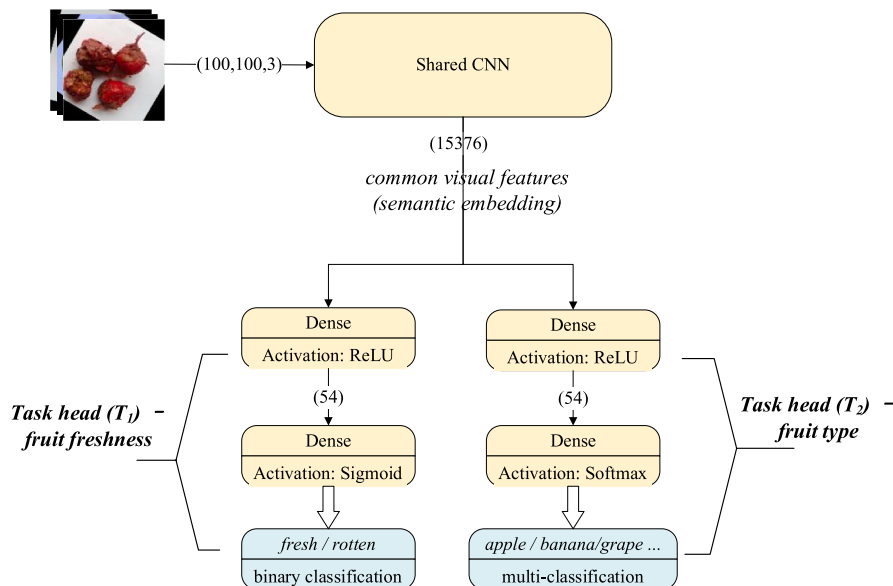 (100,100,3)
Shared CNN
(15376)
common visual features
(semantic embedding)
Dense
Activation: ReLU
(54)
Dense
Activation: Sigmoid
fresh / rotten
binary classification
Task head (T₁) -
fruit freshness
Dense
Activation: ReLU
(54)
Dense
Activation: Softmax
apple / banana/grape ...
multi-classification
Task head (T₂) -
fruit type